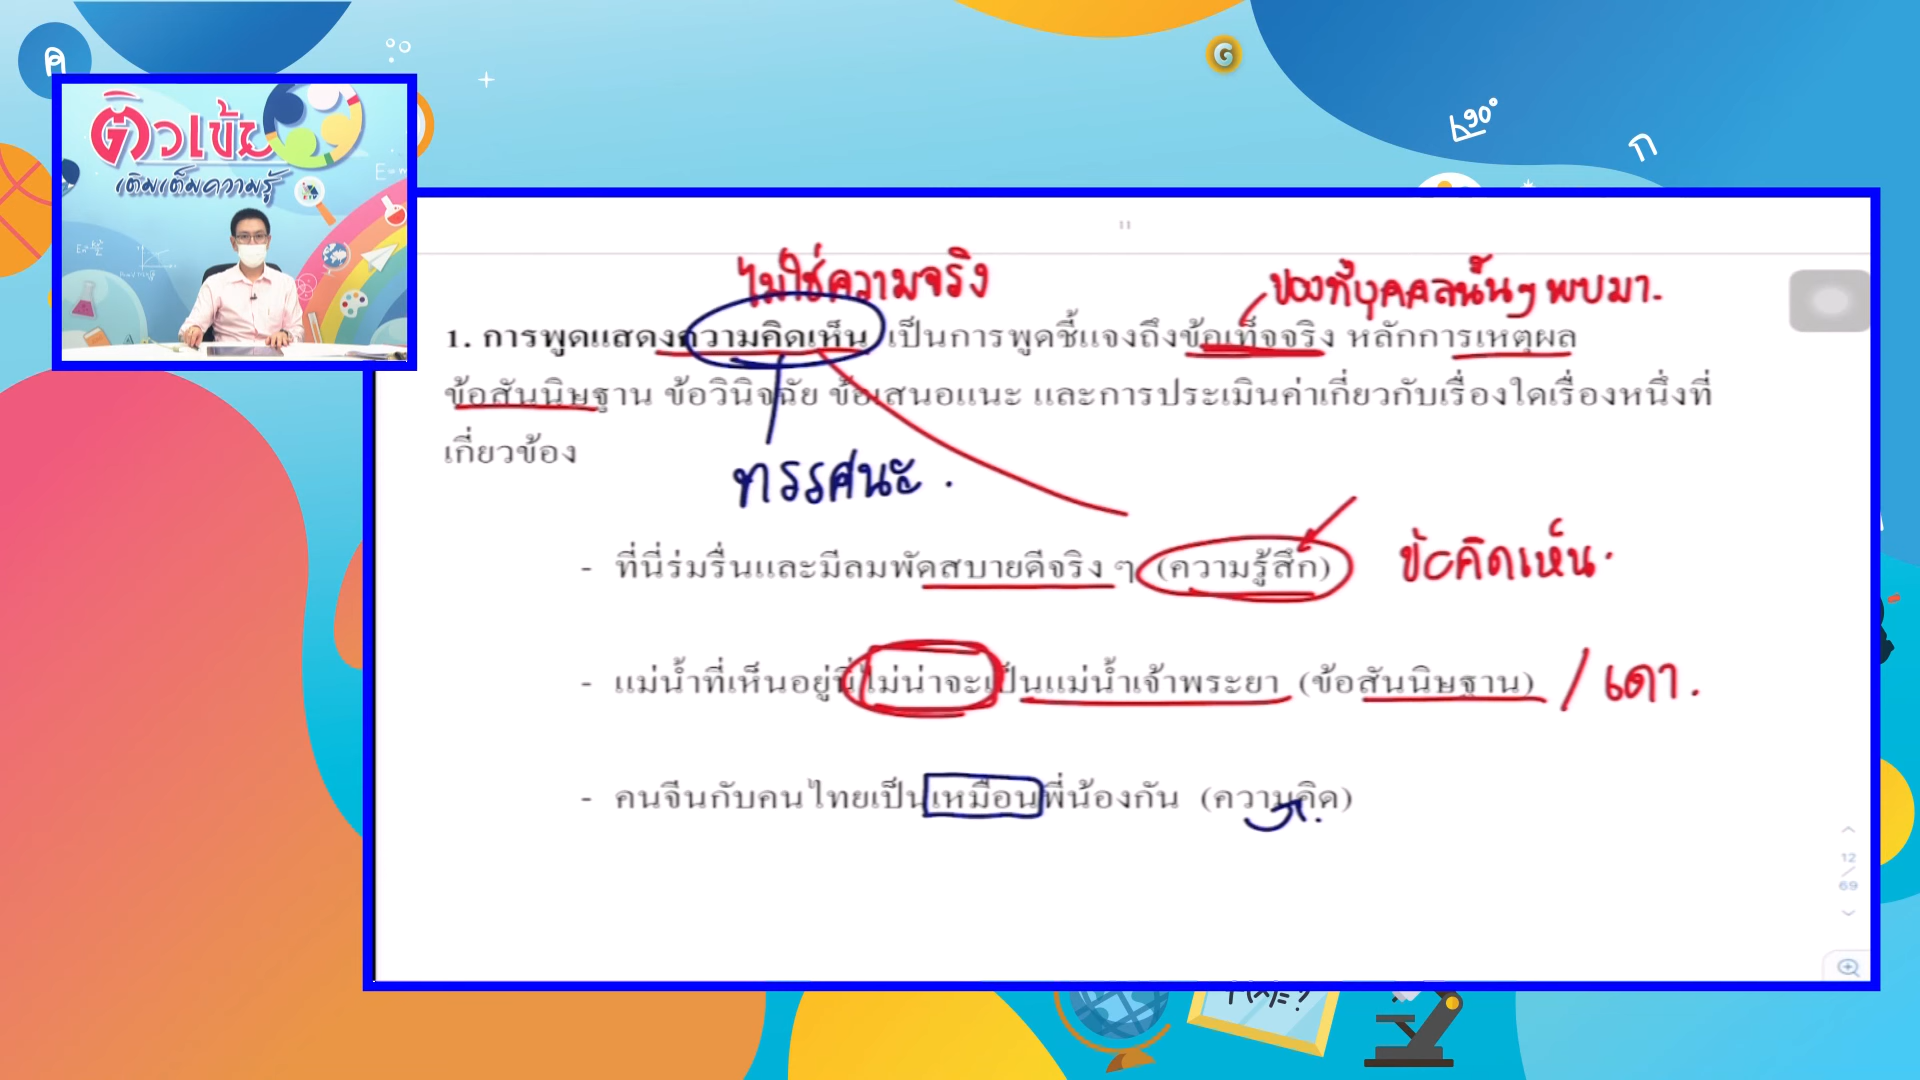 ค
ติวเข้ม
เติมเต็มความรู้
90°
ก
11
ไม่ใช่ความจริง
ของที่บุคคลนั้นๆ พบมา.
1. การพูดแสดงความคิดเห็น เป็นการพูดชี้แจงถึงข้อเท็จจริง หลักการเหตุผล
ข้อสันนิษฐาน ข้อวินิจฉัย ข้อเสนอแนะ และการประเมินค่าเกี่ยวกับเรื่องใดเรื่องหนึ่งที่
เกี่ยวข้อง
ทรรศนะ.
- ที่นี่ร่มรื่นและมีลมพัดสบายดีจริง ๆ (ความรู้สึก)
ข้อคิดเห็น.
- แม่น้ำที่เห็นอยู่นี่ไม่น่าจะเป็นแม่น้ำเจ้าพระยา (ข้อสันนิษฐาน) / เดา.
- คนจีนกับคนไทยเป็นเหมือนพี่น้องกัน (ความคิด)
12
69